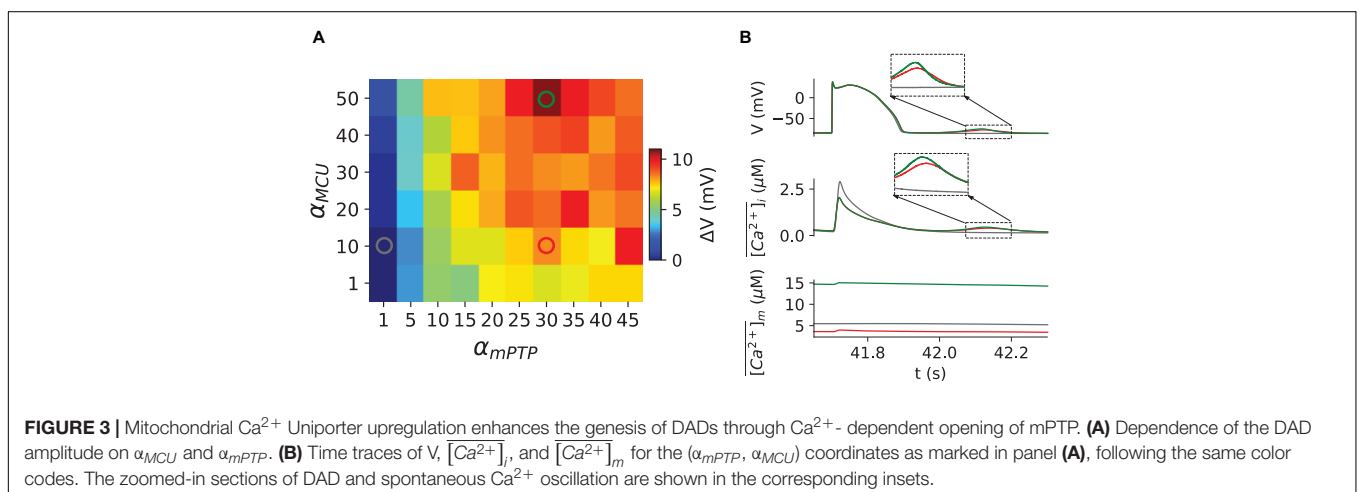 A
B
α_MCU
50
40
30
20
10
1
1 5 10 15 20 25 30 35 40 45
α_mPTP
10
5
0
ΔV (mV)
V (mV)
0
−50
[Ca²⁺]ᵢ (μM)
2.5
0.0
[Ca²⁺]ₘ (μM)
15
10
5
41.8 42.0 42.2
t (s)
FIGURE 3 | Mitochondrial Ca²⁺ Uniporter upregulation enhances the genesis of DADs through Ca²⁺- dependent opening of mPTP. (A) Dependence of the DAD
amplitude on α_MCU and α_mPTP. (B) Time traces of V, [Ca²⁺]ᵢ, and [Ca²⁺]ₘ for the (α_mPTP, α_MCU) coordinates as marked in panel (A), following the same color
codes. The zoomed-in sections of DAD and spontaneous Ca²⁺ oscillation are shown in the corresponding insets.